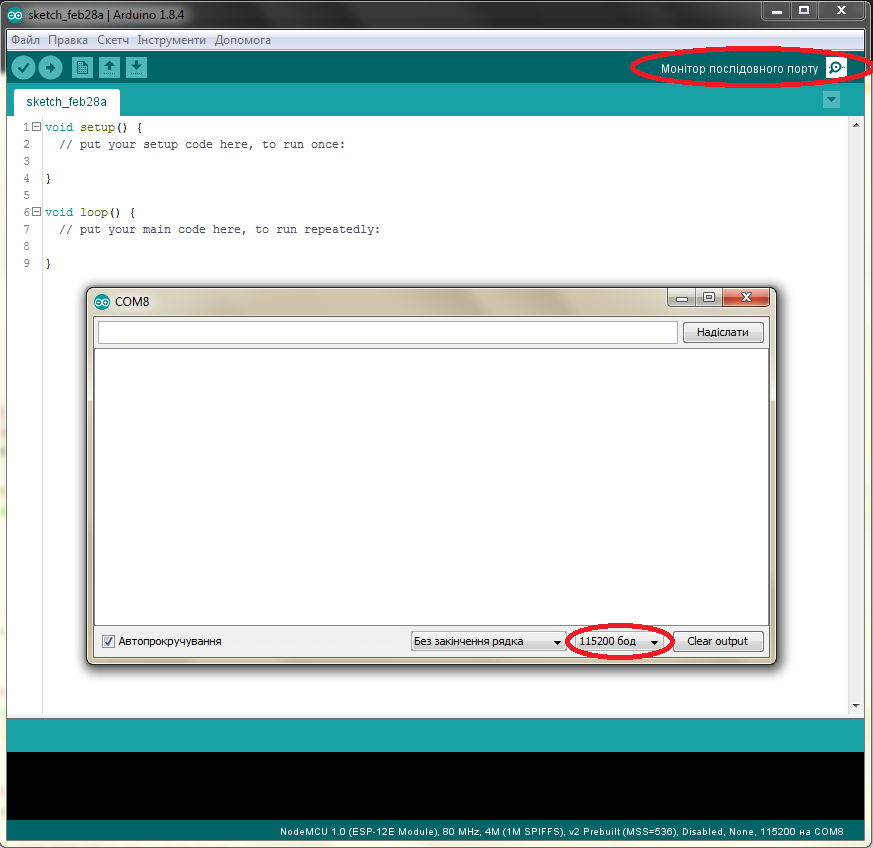 sketch_feb28a | Arduino 1.8.4
Файл Правка Скетч Інструменти Допомога
Монітор послідовного порту
sketch_feb28a
1 void setup() {
2 // put your setup code here, to run once:
3
4 }
5
6 void loop() {
7 // put your main code here, to run repeatedly:
8
9 }
COM8
Надіслати
Автопрокручування Без закінчення рядка 115200 бод Clear output
NodeMCU 1.0 (ESP-12E Module), 80 MHz, 4M (1M SPIFFS), v2 Prebuilt (MSS=536), Disabled, None, 115200 на COM8